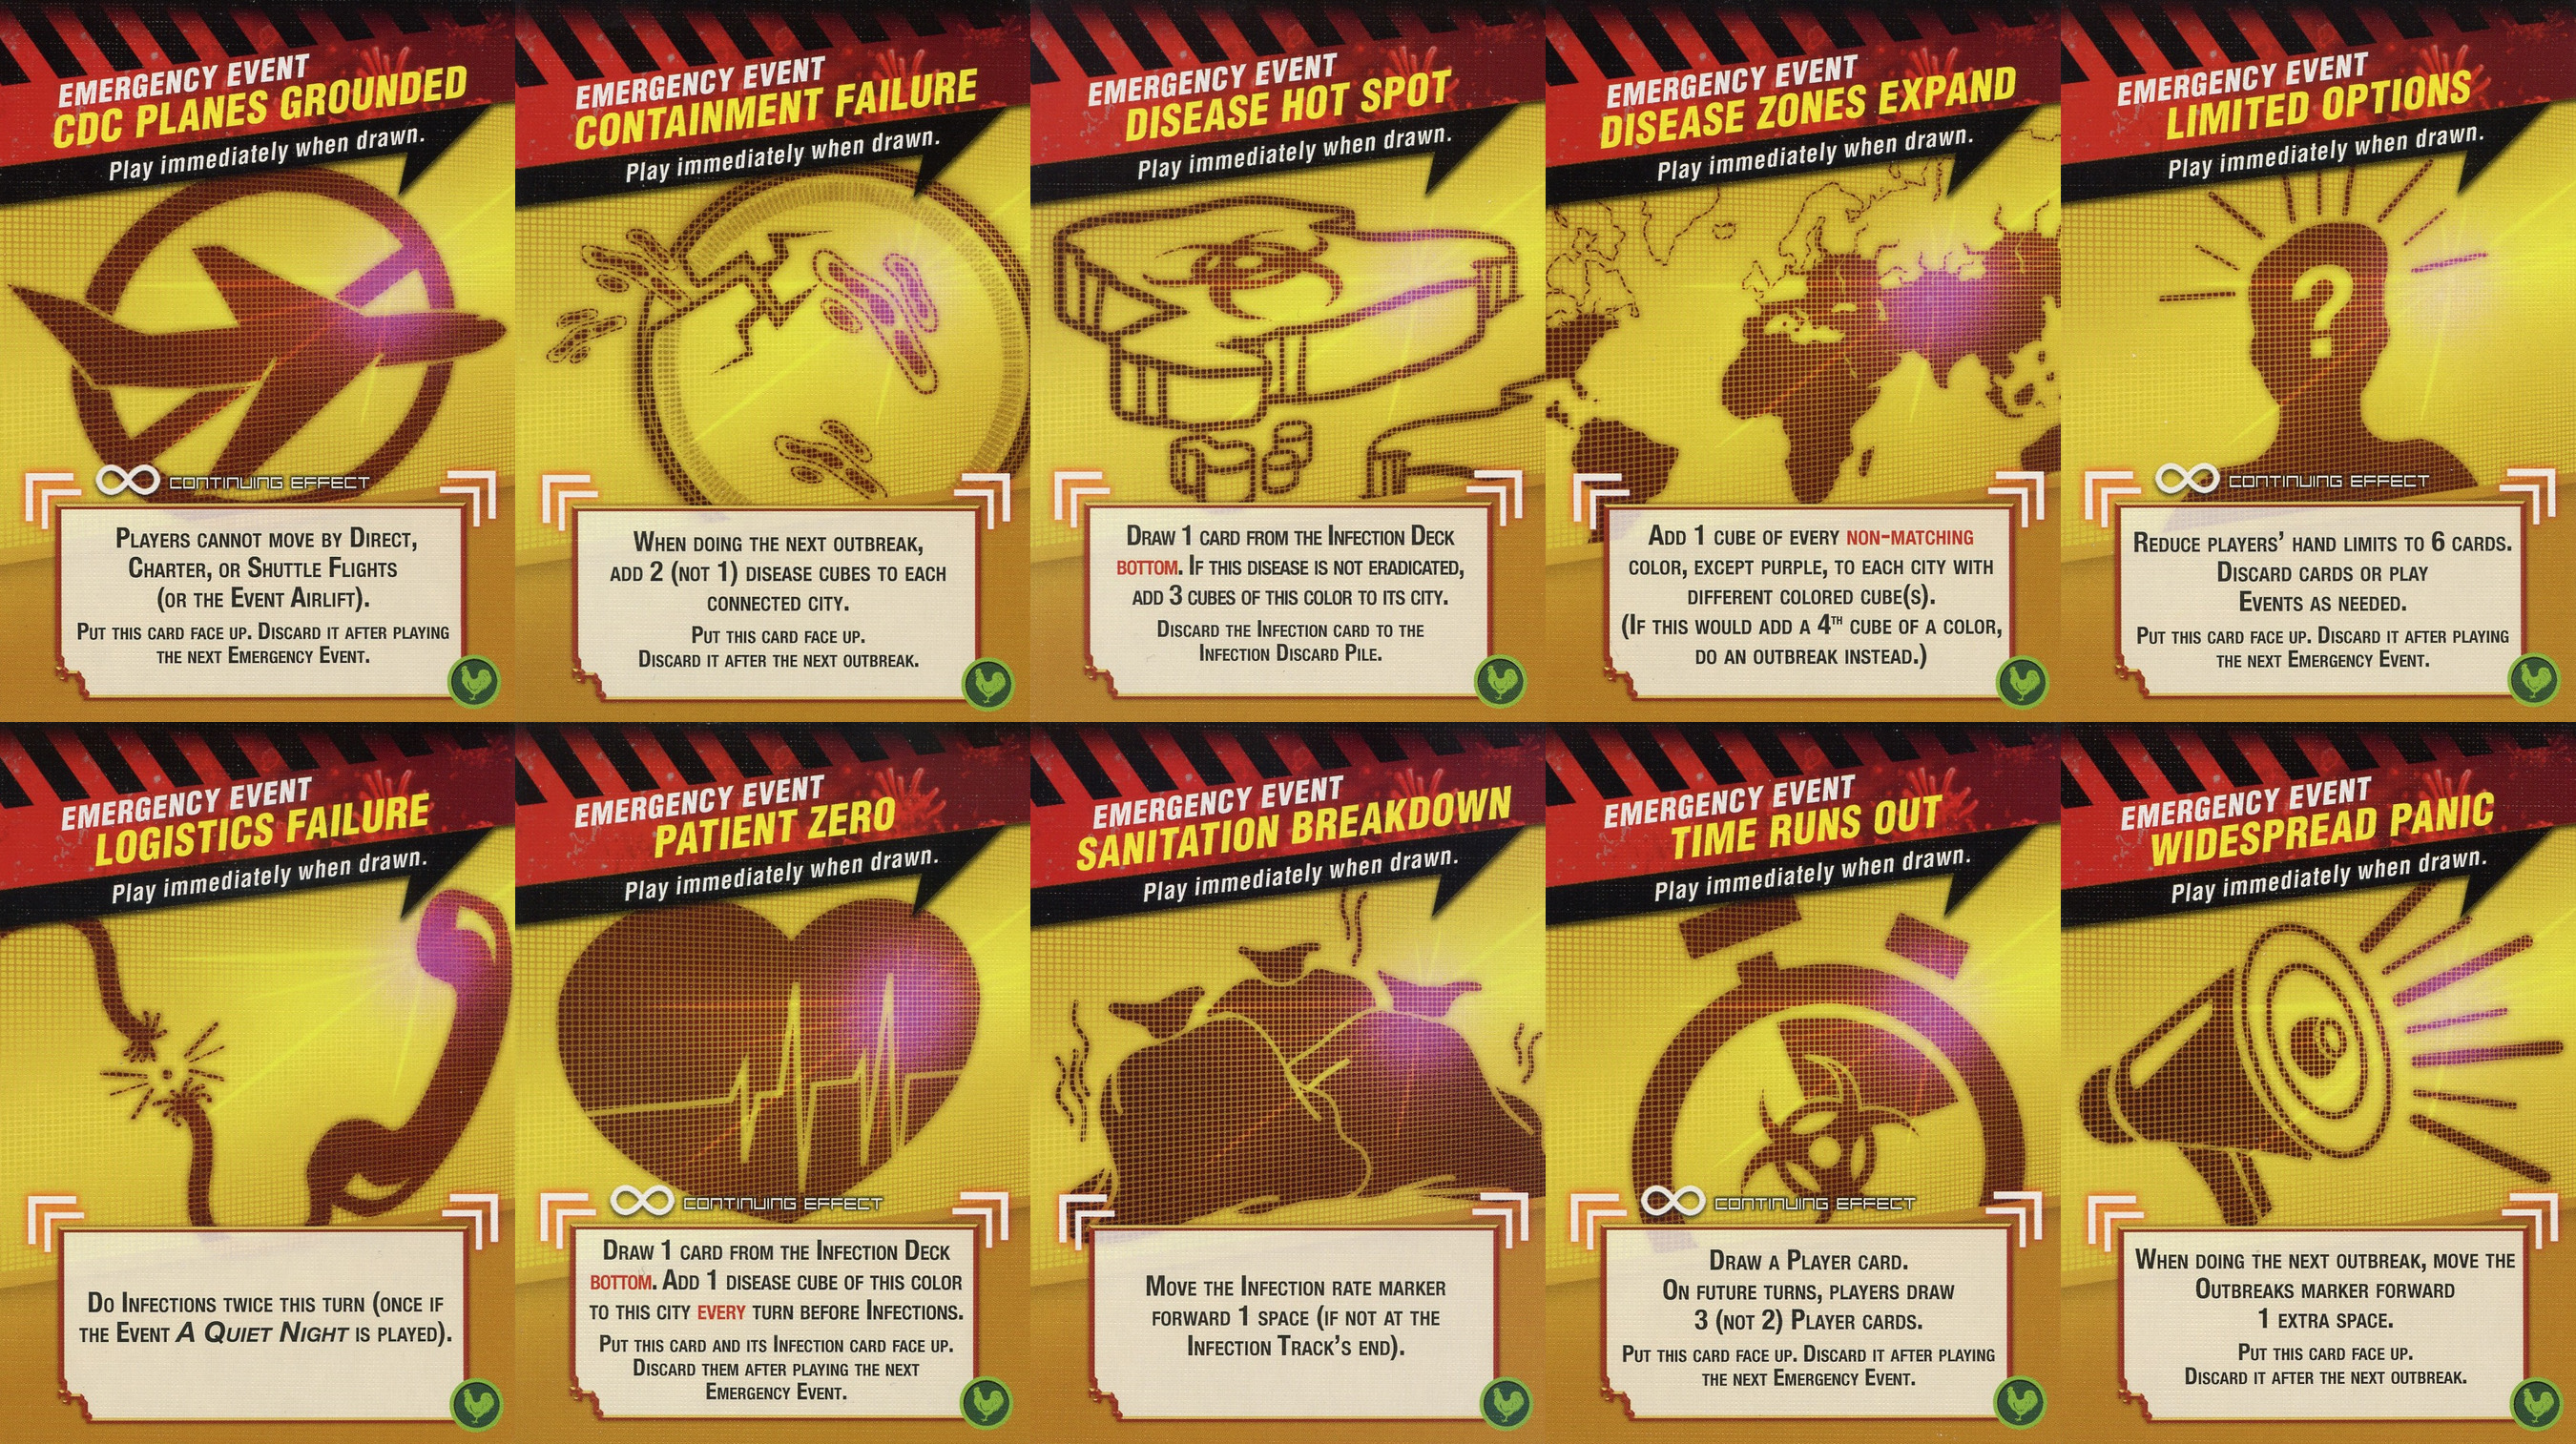 EMERGENCY EVENT
CDC PLANES GROUNDED
Play immediately when drawn.
CONTINUING EFFECT
PLAYERS CANNOT MOVE BY DIRECT,
CHARTER, OR SHUTTLE FLIGHTS
(OR THE EVENT AIRLIFT).
PUT THIS CARD FACE UP. DISCARD IT AFTER PLAYING
THE NEXT EMERGENCY EVENT.
EMERGENCY EVENT
CONTAINMENT FAILURE
Play immediately when drawn.
WHEN DOING THE NEXT OUTBREAK,
ADD 2 (NOT 1) DISEASE CUBES TO EACH
CONNECTED CITY.
PUT THIS CARD FACE UP.
DISCARD IT AFTER THE NEXT OUTBREAK.
EMERGENCY EVENT
DISEASE HOT SPOT
Play immediately when drawn.
DRAW 1 CARD FROM THE INFECTION DECK
BOTTOM. IF THIS DISEASE IS NOT ERADICATED,
ADD 3 CUBES OF THIS COLOR TO ITS CITY.
DISCARD THE INFECTION CARD TO THE
INFECTION DISCARD PILE.
EMERGENCY EVENT
DISEASE ZONES EXPAND
Play immediately when drawn.
ADD 1 CUBE OF EVERY NON-MATCHING
COLOR, EXCEPT PURPLE, TO EACH CITY WITH
DIFFERENT COLORED CUBE(S).
(IF THIS WOULD ADD A 4TH CUBE OF A COLOR,
DO AN OUTBREAK INSTEAD.)
EMERGENCY EVENT
LIMITED OPTIONS
Play immediately when drawn.
?
CONTINUING EFFECT
REDUCE PLAYERS' HAND LIMITS TO 6 CARDS.
DISCARD CARDS OR PLAY
EVENTS AS NEEDED.
PUT THIS CARD FACE UP. DISCARD IT AFTER PLAYING
THE NEXT EMERGENCY EVENT.
EMERGENCY EVENT
LOGISTICS FAILURE
Play immediately when drawn.
DO INFECTIONS TWICE THIS TURN (ONCE IF
THE EVENT A QUIET NIGHT IS PLAYED).
EMERGENCY EVENT
PATIENT ZERO
Play immediately when drawn.
CONTINUING EFFECT
DRAW 1 CARD FROM THE INFECTION DECK
BOTTOM. ADD 1 DISEASE CUBE OF THIS COLOR
TO THIS CITY EVERY TURN BEFORE INFECTIONS.
PUT THIS CARD AND ITS INFECTION CARD FACE UP.
DISCARD THEM AFTER PLAYING THE NEXT
EMERGENCY EVENT.
EMERGENCY EVENT
SANITATION BREAKDOWN
Play immediately when drawn.
MOVE THE INFECTION RATE MARKER
FORWARD 1 SPACE (IF NOT AT THE
INFECTION TRACK'S END).
EMERGENCY EVENT
TIME RUNS OUT
Play immediately when drawn.
CONTINUING EFFECT
DRAW A PLAYER CARD.
ON FUTURE TURNS, PLAYERS DRAW
3 (NOT 2) PLAYER CARDS.
PUT THIS CARD FACE UP. DISCARD IT AFTER PLAYING
THE NEXT EMERGENCY EVENT.
EMERGENCY EVENT
WIDESPREAD PANIC
Play immediately when drawn.
WHEN DOING THE NEXT OUTBREAK, MOVE THE
OUTBREAKS MARKER FORWARD
1 EXTRA SPACE.
PUT THIS CARD FACE UP.
DISCARD IT AFTER THE NEXT OUTBREAK.